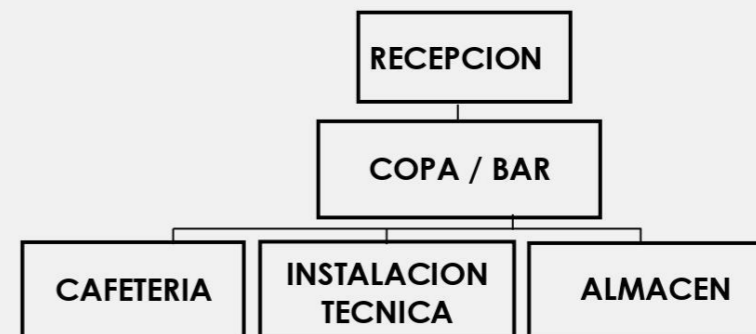 RECEPCION
COPA / BAR
CAFETERIA
INSTALACION
TECNICA
ALMACEN